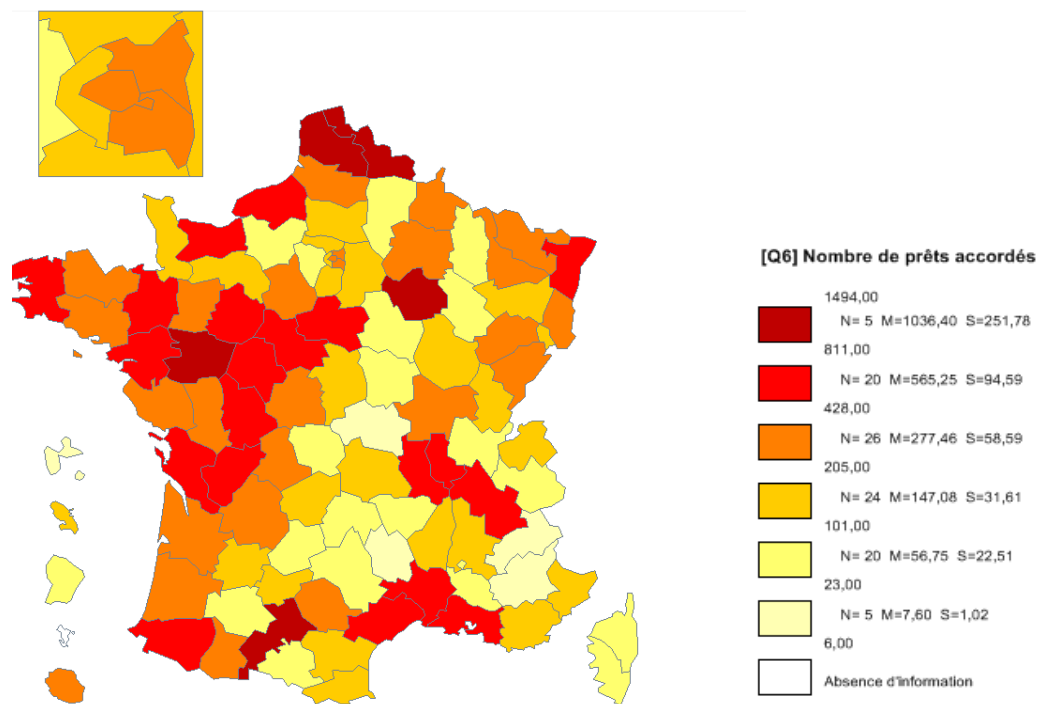 [Q6] Nombre de prêts accordés
1494,00
N= 5 M=1036,40 S=251,78
811,00
N= 20 M=565,25 S=94,59
428,00
N= 26 M=277,46 S=58,59
205,00
N= 24 M=147,08 S=31,61
101,00
N= 20 M=56,75 S=22,51
23,00
N= 5 M=7,60 S=1,02
6,00
Absence d'information